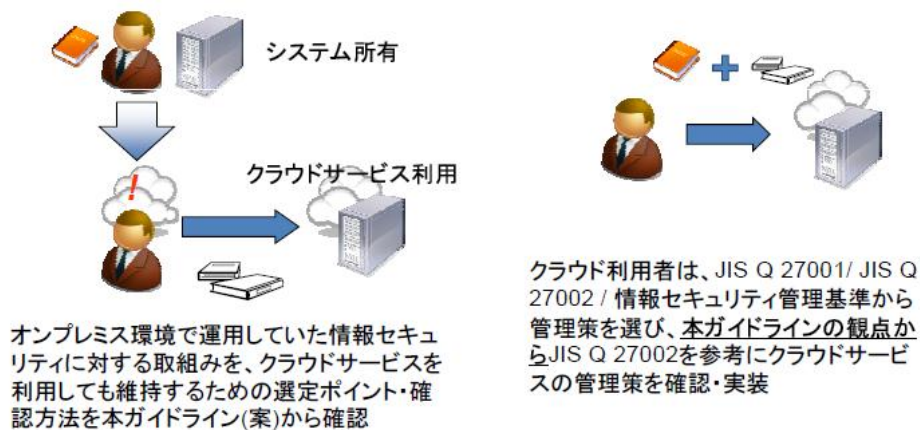 システム所有
クラウドサービス利用
オンプレミス環境で運用していた情報セキュ
リティに対する取組みを、クラウドサービスを
利用しても維持するための選定ポイント・確
認方法を本ガイドライン(案)から確認
クラウド利用者は、JIS Q 27001/ JIS Q
27002 / 情報セキュリティ管理基準から
管理策を選び、本ガイドラインの観点か
らJIS Q 27002を参考にクラウドサービ
スの管理策を確認・実装